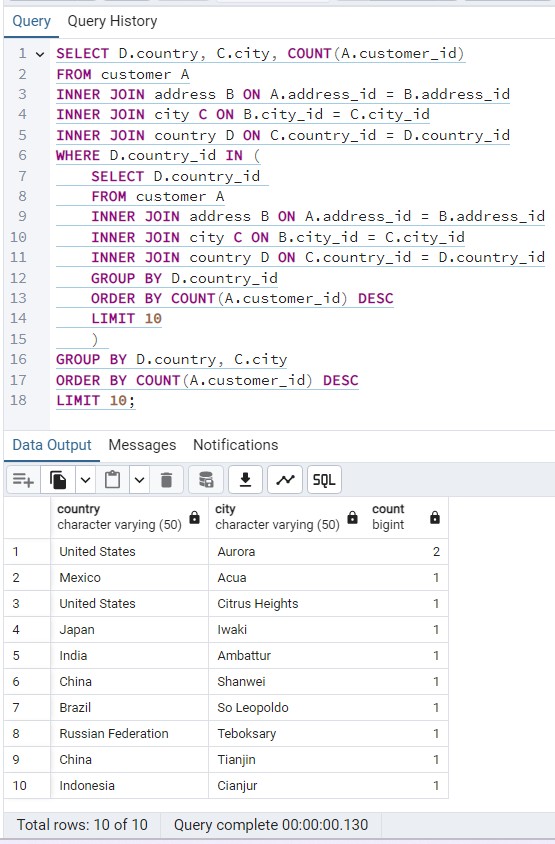 Query Query History
1 SELECT D.country, C.city, COUNT(A.customer_id)
2 FROM customer A
3 INNER JOIN address B ON A.address_id = B.address_id
4 INNER JOIN city C ON B.city_id = C.city_id
5 INNER JOIN country D ON C.country_id = D.country_id
6 WHERE D.country_id IN (
7 SELECT D.country_id
8 FROM customer A
9 INNER JOIN address B ON A.address_id = B.address_id
10 INNER JOIN city C ON B.city_id = C.city_id
11 INNER JOIN country D ON C.country_id = D.country_id
12 GROUP BY D.country_id
13 ORDER BY COUNT(A.customer_id) DESC
14 LIMIT 10
15 )
16 GROUP BY D.country, C.city
17 ORDER BY COUNT(A.customer_id) DESC
18 LIMIT 10;
Data Output Messages Notifications
SQL
country city count
character varying (50) character varying (50) bigint
1 United States Aurora 2
2 Mexico Acua 1
3 United States Citrus Heights 1
4 Japan Iwaki 1
5 India Ambattur 1
6 China Shanwei 1
7 Brazil So Leopoldo 1
8 Russian Federation Teboksary 1
9 China Tianjin 1
10 Indonesia Cianjur 1
Total rows: 10 of 10 Query complete 00:00:00.130